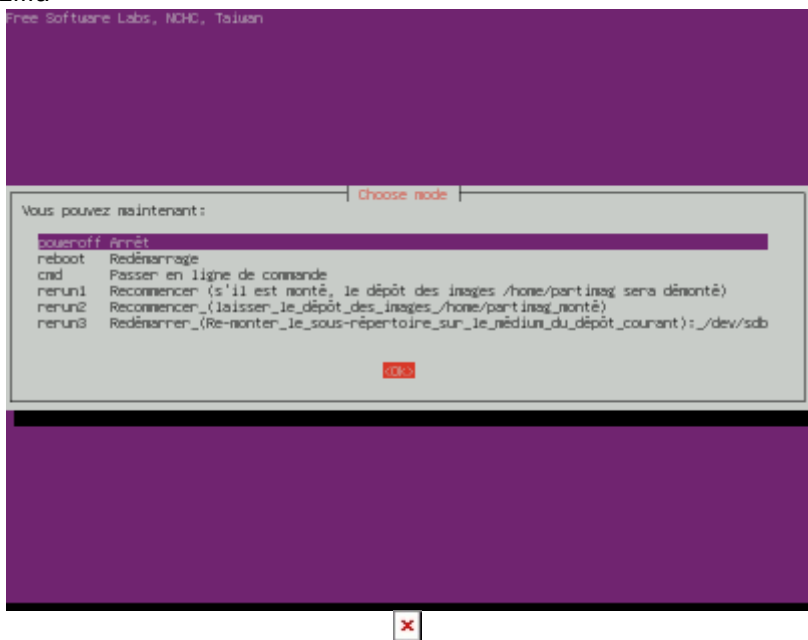 Free Software Labs, NCHC, Taiwan
Choose mode
Vous pouvez maintenant:
poweroff Arrêt
reboot Redémarrage
cmd Passer en ligne de commande
rerun1 Recommencer (s'il est monté, le dépôt des images /home/partimag sera démonté)
rerun2 Recommencer_(laisser_le_dépôt_des_images_/home/partimag_monté)
rerun3 Redémarrer_(Re-monter_le_sous-répertoire_sur_le_médium_du_dépôt_courant):_/dev/sdb
<Ok>